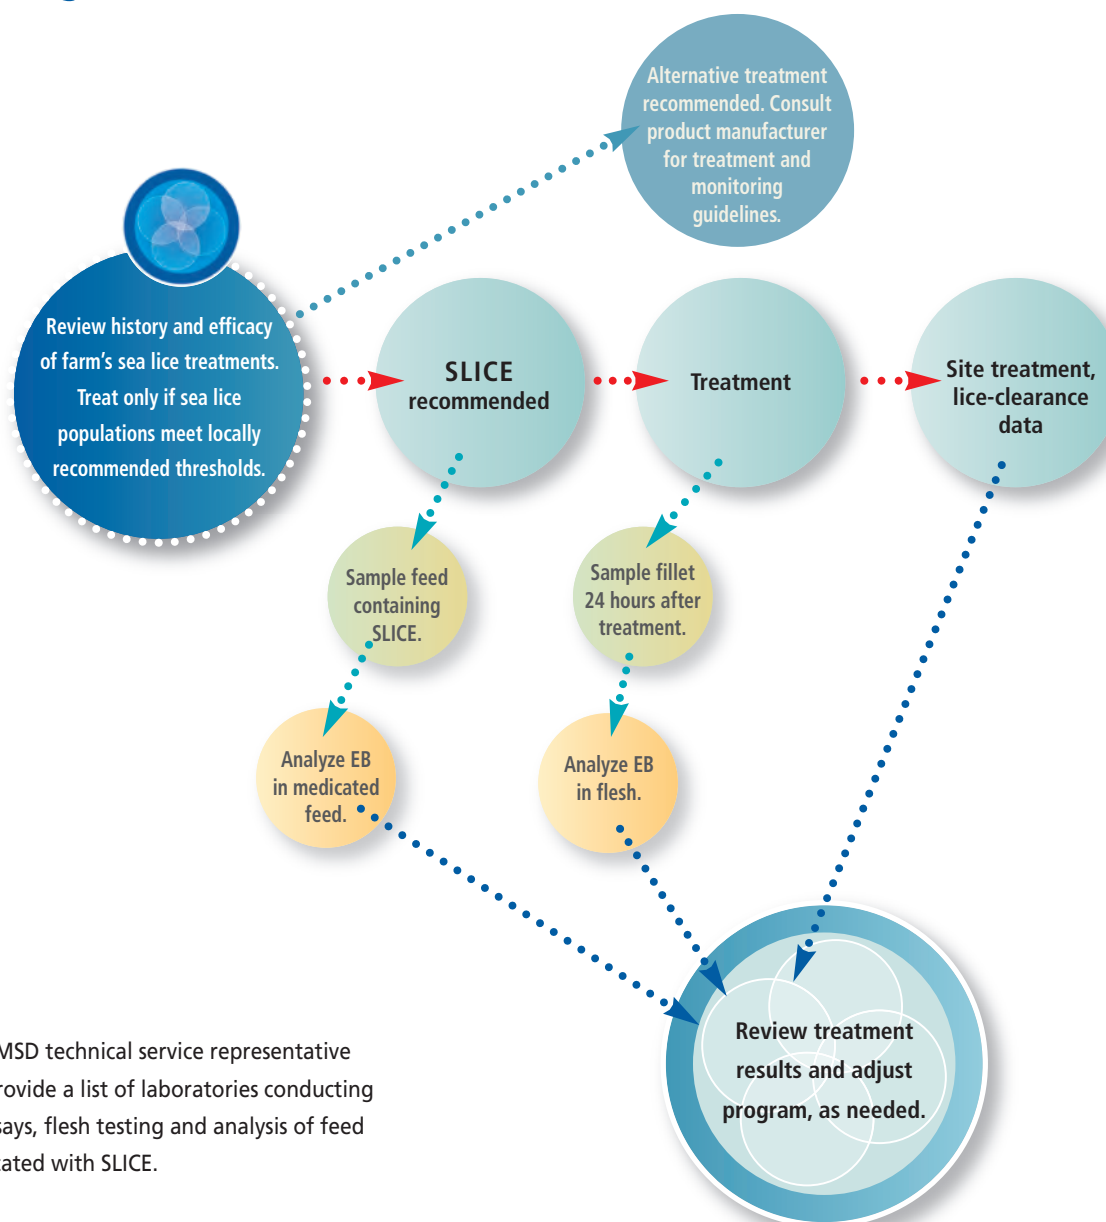 Alternative treatment
recommended. Consult
product manufacturer
for treatment and
monitoring
guidelines.
Review history and efficacy
of farm's sea lice treatments.
Treat only if sea lice
populations meet locally
recommended thresholds.
SLICE
recommended
Treatment
Site treatment,
lice-clearance
data
Sample feed
containing
SLICE.
Sample fillet
24 hours after
treatment.
Analyze EB
in medicated
feed.
Analyze EB
in flesh.
Review treatment
results and adjust
program, as needed.
MSD technical service representative
rovide a list of laboratories conducting
says, flesh testing and analysis of feed
cated with SLICE.